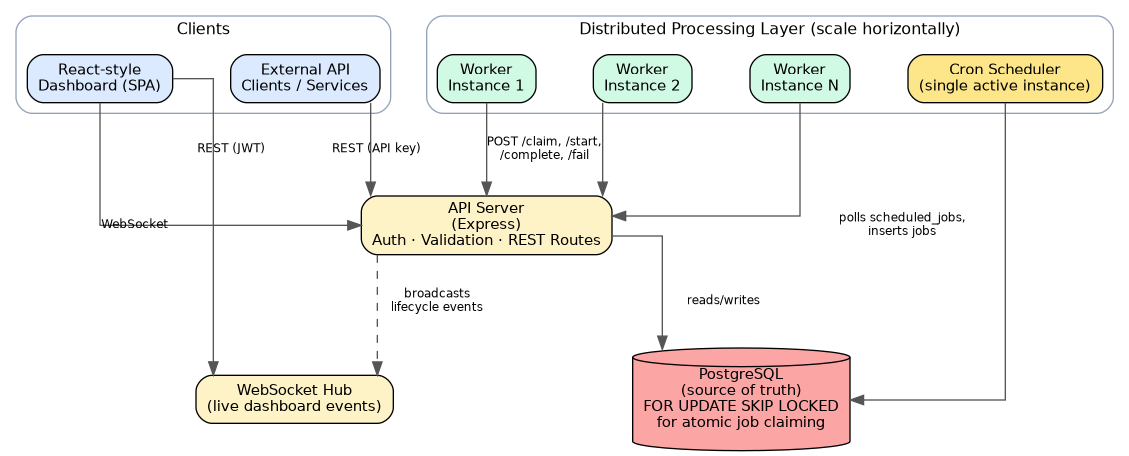 Clients
Distributed Processing Layer (scale horizontally)
React-style
Dashboard (SPA)
External API
Clients / Services
Worker
Instance 1
Worker
Instance 2
Worker
Instance N
Cron Scheduler
(single active instance)
REST (JWT)
REST (API key)
POST /claim, /start,
/complete, /fail
WebSocket
API Server
(Express)
Auth · Validation · REST Routes
polls scheduled_jobs,
inserts jobs
broadcasts
lifecycle events
reads/writes
WebSocket Hub
(live dashboard events)
PostgreSQL
(source of truth)
FOR UPDATE SKIP LOCKED
for atomic job claiming